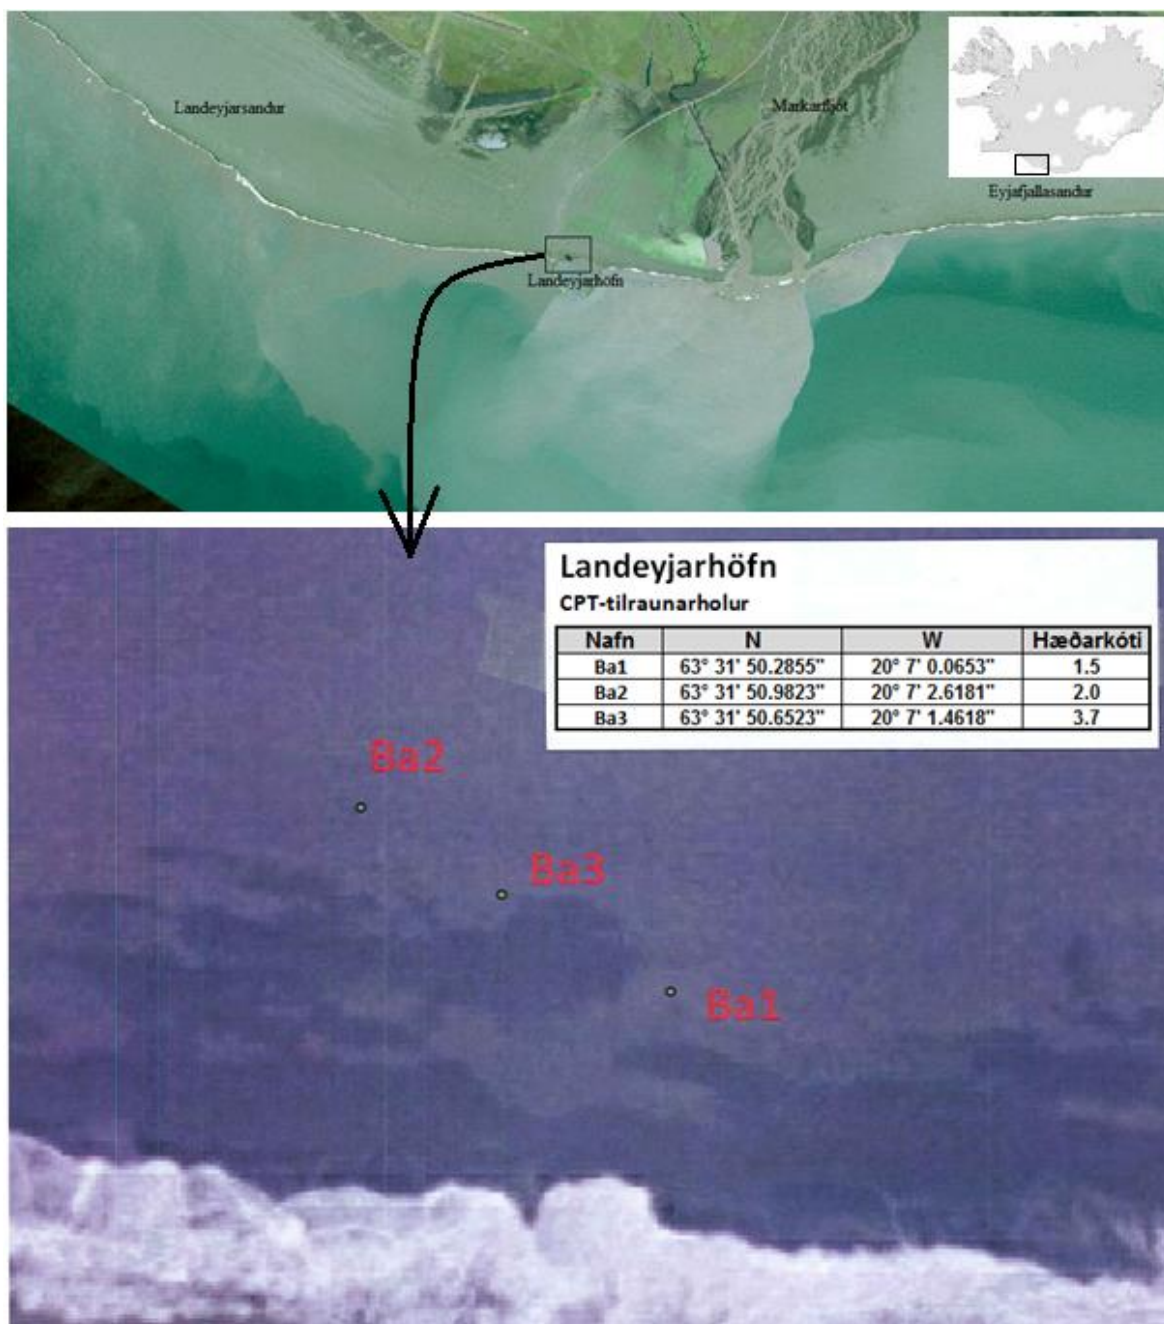 Landeyjarsandur
Markarfljót
Eyjafjallasandur
Landeyjarhöfn
Landeyjarhöfn
CPT-tilraunarholur
Nafn N W Hæðarkóti
Ba1 63° 31' 50.2855" 20° 7' 0.0653" 1.5
Ba2 63° 31' 50.9823" 20° 7' 2.6181" 2.0
Ba3 63° 31' 50.6523" 20° 7' 1.4618" 3.7
Ba2
Ba3
Ba1